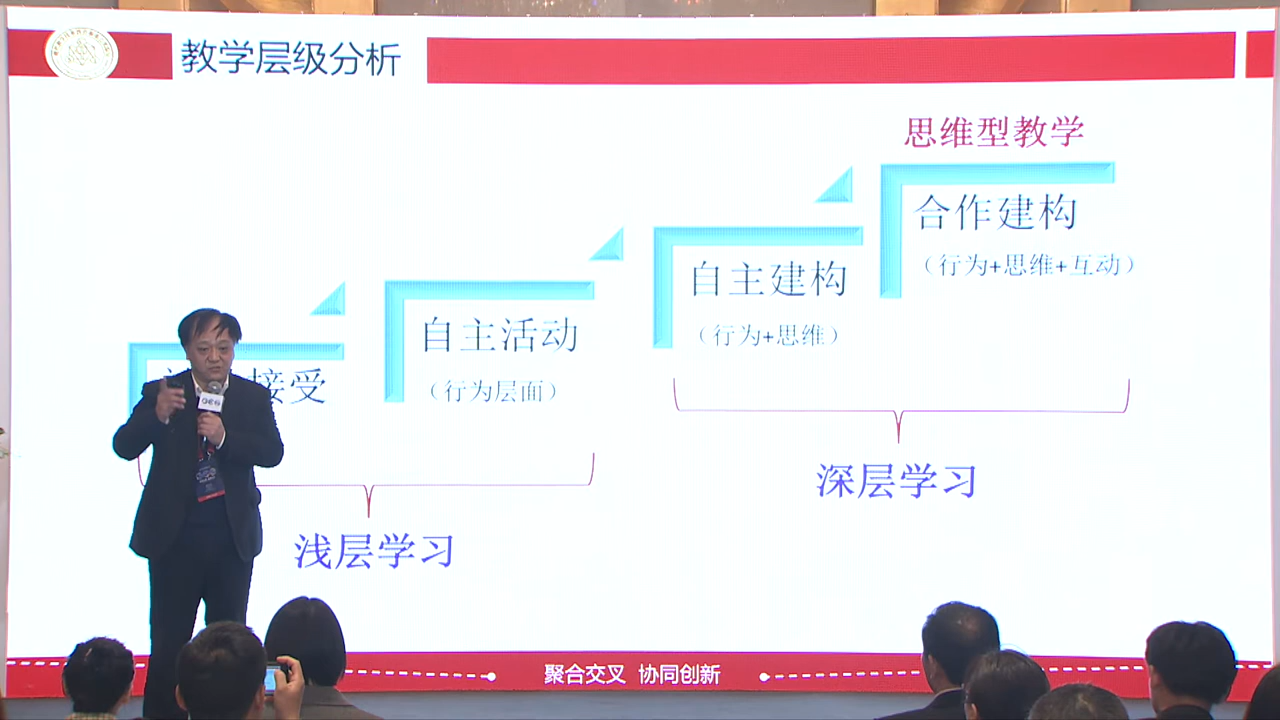 教学层级分析
思维型教学
合作建构
（行为+思维+互动）
自主建构
（行为+思维）
自主活动
（行为层面）
接受
深层学习
浅层学习
聚合交叉 协同创新